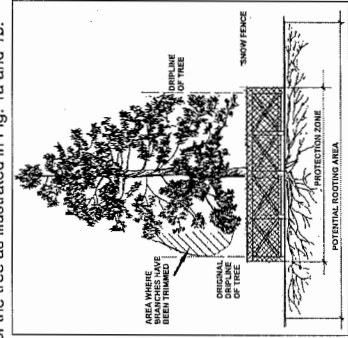 of the tree as illustrated in Fig. 1a and 1b.
AREA WHERE
BRANCHES HAVE
BEEN TRIMMED
ORIGINAL
DRIPLINE
OF TREE
DRIPLINE
OF TREE
SNOW FENCE
PROTECTION ZONE
POTENTIAL ROOTING AREA